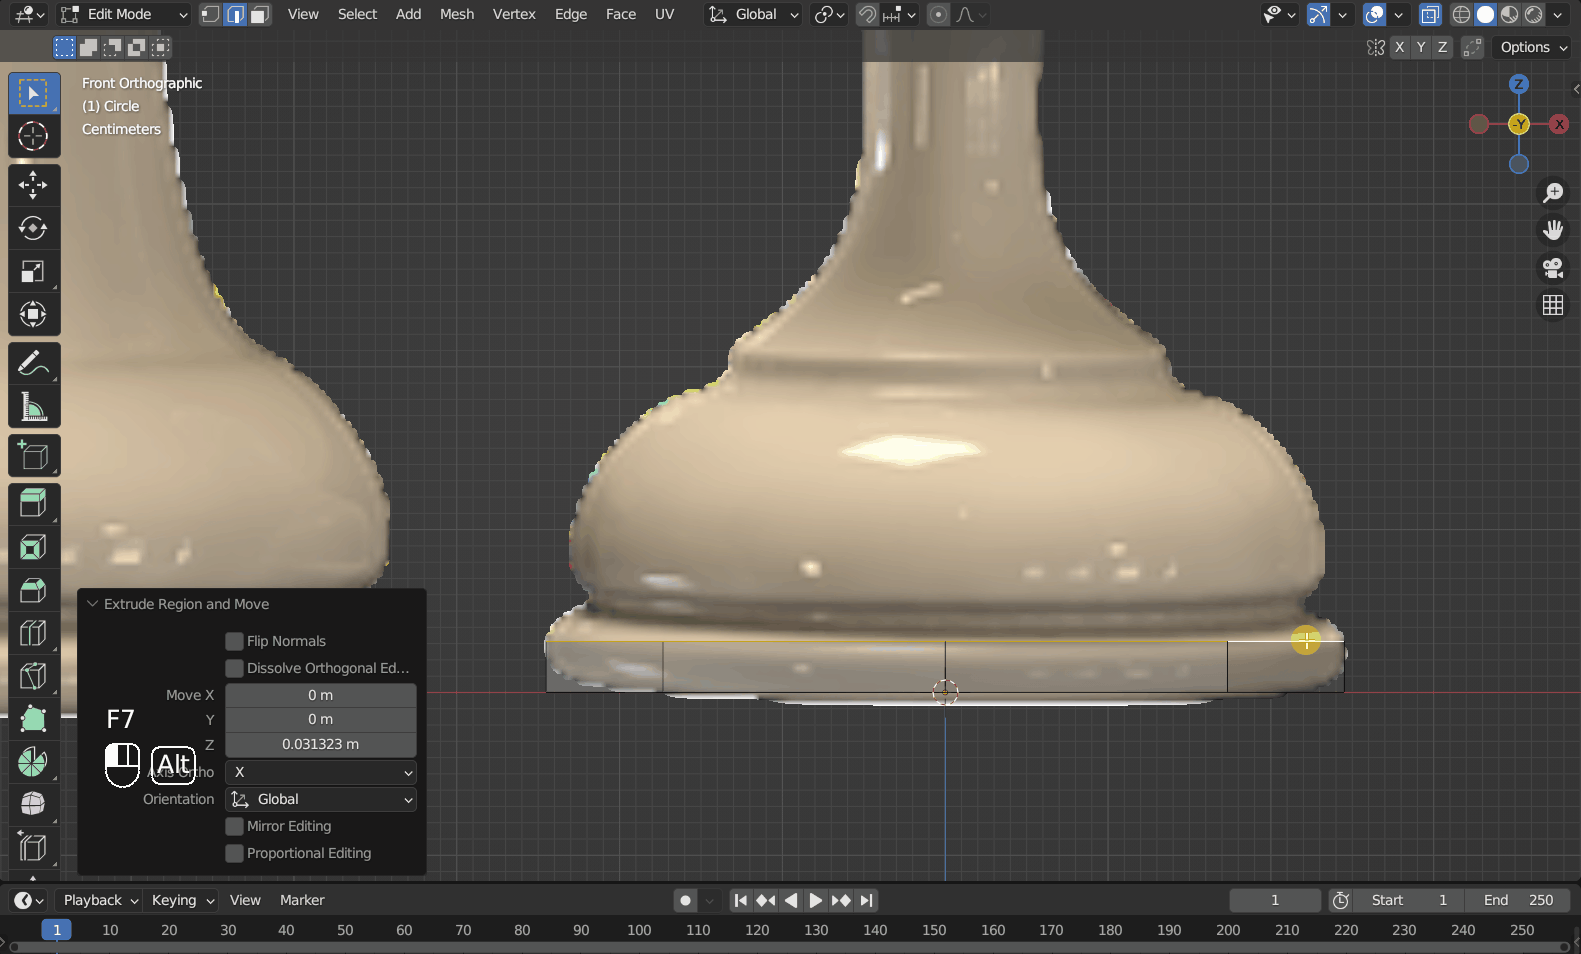 Edit Mode View Select Add Mesh Vertex Edge Face UV Global
X Y Z Options
Front Orthographic
(1) Circle
Centimeters
Z
-Y X
Extrude Region and Move
Flip Normals
Dissolve Orthogonal Ed...
Move X 0 m
Y 0 m
Z 0.031323 m
Axis Ortho X
Orientation Global
Mirror Editing
Proportional Editing
F7
Alt
Playback Keying View Marker 1 Start 1 End 250
1 10 20 30 40 50 60 70 80 90 100 110 120 130 140 150 160 170 180 190 200 210 220 230 240 250